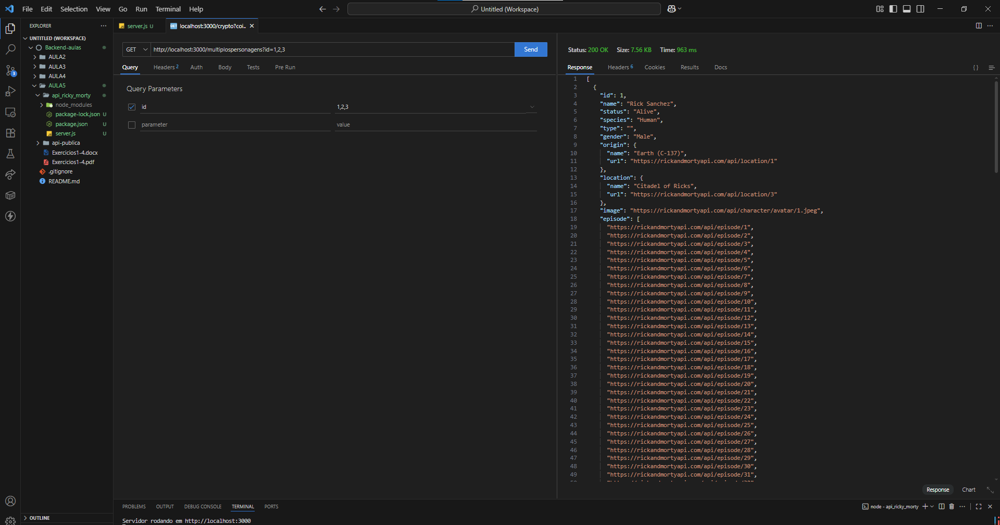 File Edit Selection View Go Run Terminal Help
Untitled (Workspace)
EXPLORER
UNTITLED (WORKSPACE)
Backend-aulas
AULA2
AULA3
AULA4
AULA5
api_ricky_morty
node_modules
package-lock.json U
package.json U
server.js U
api-publica
Exercicios1-4.docx
Exercicios1-4.pdf
.gitignore
README.md
OUTLINE
3
server.js U
GET localhost:3000/crypto?coi..
GET http://localhost:3000/multiplospersonagens?id=1,2,3 Send
Query Headers 2 Auth Body Tests Pre Run
Query Parameters
id 1,2,3
parameter value
Status: 200 OK Size: 7.56 KB Time: 963 ms
Response Headers 6 Cookies Results Docs { }
1 [
2 {
3 "id": 1,
4 "name": "Rick Sanchez",
5 "status": "Alive",
6 "species": "Human",
7 "type": "",
8 "gender": "Male",
9 "origin": {
10 "name": "Earth (C-137)",
11 "url": "https://rickandmortyapi.com/api/location/1"
12 },
13 "location": {
14 "name": "Citadel of Ricks",
15 "url": "https://rickandmortyapi.com/api/location/3"
16 },
17 "image": "https://rickandmortyapi.com/api/character/avatar/1.jpeg",
18 "episode": [
19 "https://rickandmortyapi.com/api/episode/1",
20 "https://rickandmortyapi.com/api/episode/2",
21 "https://rickandmortyapi.com/api/episode/3",
22 "https://rickandmortyapi.com/api/episode/4",
23 "https://rickandmortyapi.com/api/episode/5",
24 "https://rickandmortyapi.com/api/episode/6",
25 "https://rickandmortyapi.com/api/episode/7",
26 "https://rickandmortyapi.com/api/episode/8",
27 "https://rickandmortyapi.com/api/episode/9",
28 "https://rickandmortyapi.com/api/episode/10",
29 "https://rickandmortyapi.com/api/episode/11",
30 "https://rickandmortyapi.com/api/episode/12",
31 "https://rickandmortyapi.com/api/episode/13",
32 "https://rickandmortyapi.com/api/episode/14",
33 "https://rickandmortyapi.com/api/episode/15",
34 "https://rickandmortyapi.com/api/episode/16",
35 "https://rickandmortyapi.com/api/episode/17",
36 "https://rickandmortyapi.com/api/episode/18",
37 "https://rickandmortyapi.com/api/episode/19",
38 "https://rickandmortyapi.com/api/episode/20",
39 "https://rickandmortyapi.com/api/episode/21",
40 "https://rickandmortyapi.com/api/episode/22",
41 "https://rickandmortyapi.com/api/episode/23",
42 "https://rickandmortyapi.com/api/episode/24",
43 "https://rickandmortyapi.com/api/episode/25",
44 "https://rickandmortyapi.com/api/episode/26",
45 "https://rickandmortyapi.com/api/episode/27",
46 "https://rickandmortyapi.com/api/episode/28",
47 "https://rickandmortyapi.com/api/episode/29",
48 "https://rickandmortyapi.com/api/episode/30",
49 "https://rickandmortyapi.com/api/episode/31",
Response Chart
PROBLEMS OUTPUT DEBUG CONSOLE TERMINAL PORTS
node - api_ricky_morty
Servidor rodando em http://localhost:3000